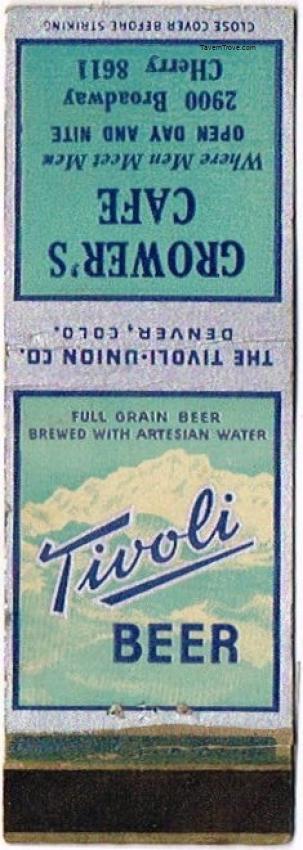 TavernTrove.com
CLOSE COVER BEFORE STRIKING
GROWER'S
CAFE
Where Men Meet Men
OPEN DAY AND NITE
2900 Broadway
CHerry 8611
THE TIVOLI-UNION CO.
DENVER, COLO.
FULL GRAIN BEER
BREWED WITH ARTESIAN WATER
Tivoli
BEER